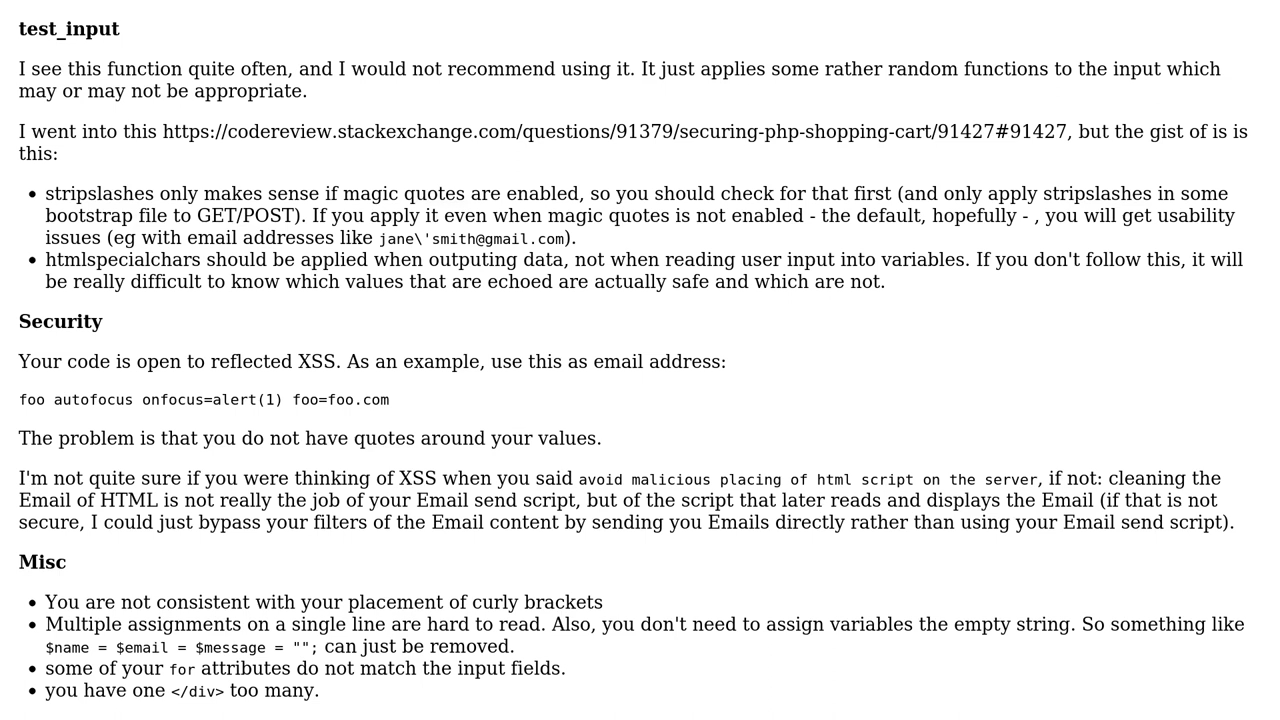 test_input
I see this function quite often, and I would not recommend using it. It just applies some rather random functions to the input which
may or may not be appropriate.
I went into this https://codereview.stackexchange.com/questions/91379/securing-php-shopping-cart/91427#91427, but the gist of is is
this:
• stripslashes only makes sense if magic quotes are enabled, so you should check for that first (and only apply stripslashes in some
bootstrap file to GET/POST). If you apply it even when magic quotes is not enabled - the default, hopefully - , you will get usability
issues (eg with email addresses like jane\'smith@gmail.com).
• htmlspecialchars should be applied when outputing data, not when reading user input into variables. If you don't follow this, it will
be really difficult to know which values that are echoed are actually safe and which are not.
Security
Your code is open to reflected XSS. As an example, use this as email address:
foo autofocus onfocus=alert(1) foo=foo.com
The problem is that you do not have quotes around your values.
I'm not quite sure if you were thinking of XSS when you said avoid malicious placing of html script on the server, if not: cleaning the
Email of HTML is not really the job of your Email send script, but of the script that later reads and displays the Email (if that is not
secure, I could just bypass your filters of the Email content by sending you Emails directly rather than using your Email send script).
Misc
• You are not consistent with your placement of curly brackets
• Multiple assignments on a single line are hard to read. Also, you don't need to assign variables the empty string. So something like
$name = $email = $message = ""; can just be removed.
• some of your for attributes do not match the input fields.
• you have one </div> too many.